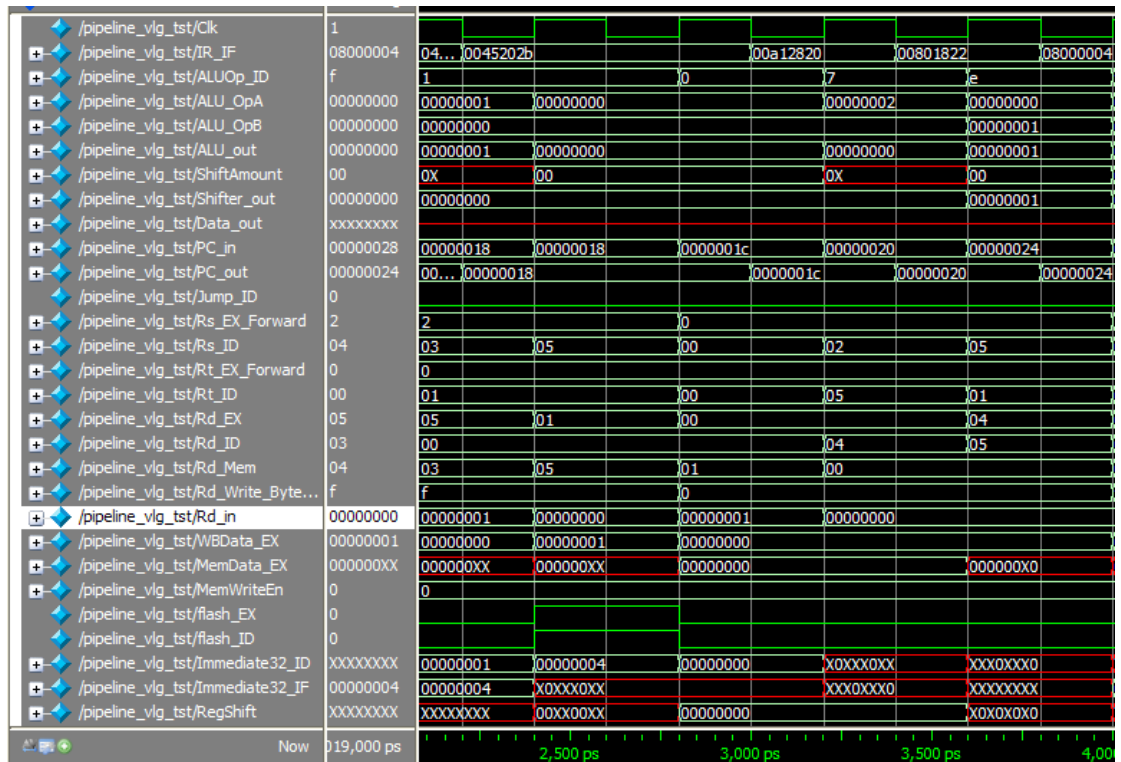 /pipeline_vlg_tst/Clk 1
/pipeline_vlg_tst/IR_IF 08000004 04... 0045202b 00a12820 00801822 08000004
/pipeline_vlg_tst/ALUOp_ID f 1 0 7 e
/pipeline_vlg_tst/ALU_OpA 00000000 00000001 00000000 00000002 00000000
/pipeline_vlg_tst/ALU_OpB 00000000 00000000 00000001
/pipeline_vlg_tst/ALU_out 00000000 00000001 00000000 00000000 00000001
/pipeline_vlg_tst/ShiftAmount 00 0X 00 0X 00
/pipeline_vlg_tst/Shifter_out 00000000 00000000 00000001
/pipeline_vlg_tst/Data_out xxxxxxxx
/pipeline_vlg_tst/PC_in 00000028 00000018 00000018 0000001c 00000020 00000024
/pipeline_vlg_tst/PC_out 00000024 00... 00000018 0000001c 00000020 00000024
/pipeline_vlg_tst/Jump_ID 0
/pipeline_vlg_tst/Rs_EX_Forward 2 2 0
/pipeline_vlg_tst/Rs_ID 04 03 05 00 02 05
/pipeline_vlg_tst/Rt_EX_Forward 0 0
/pipeline_vlg_tst/Rt_ID 00 01 00 05 01
/pipeline_vlg_tst/Rd_EX 05 05 01 00 04
/pipeline_vlg_tst/Rd_ID 03 00 04 05
/pipeline_vlg_tst/Rd_Mem 04 03 05 01 00
/pipeline_vlg_tst/Rd_Write_Byte... f f 0
/pipeline_vlg_tst/Rd_in 00000000 00000001 00000000 00000001 00000000
/pipeline_vlg_tst/WBData_EX 00000001 00000000 00000001 00000000
/pipeline_vlg_tst/MemData_EX 000000XX 000000XX 000000XX 00000000 000000X0
/pipeline_vlg_tst/MemWriteEn 0 0
/pipeline_vlg_tst/flash_EX 0
/pipeline_vlg_tst/flash_ID 0
/pipeline_vlg_tst/Immediate32_ID XXXXXXXX 00000001 00000004 00000000 X0XXX0XX XXX0XXX0
/pipeline_vlg_tst/Immediate32_IF 00000004 00000004 X0XXX0XX XXX0XXX0 XXXXXXXX
/pipeline_vlg_tst/RegShift XXXXXXXX XXXXXXXX 00XX00XX 00000000 X0X0X0X0
Now 019,000 ps 2,500 ps 3,000 ps 3,500 ps